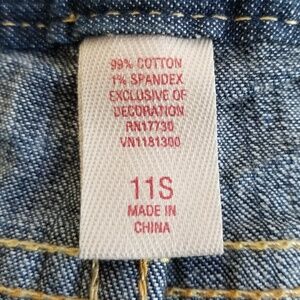 99% COTTON
1% SPANDEX
EXCLUSIVE OF
DECORATION
RN17730
VN1181300
11S
MADE IN
CHINA